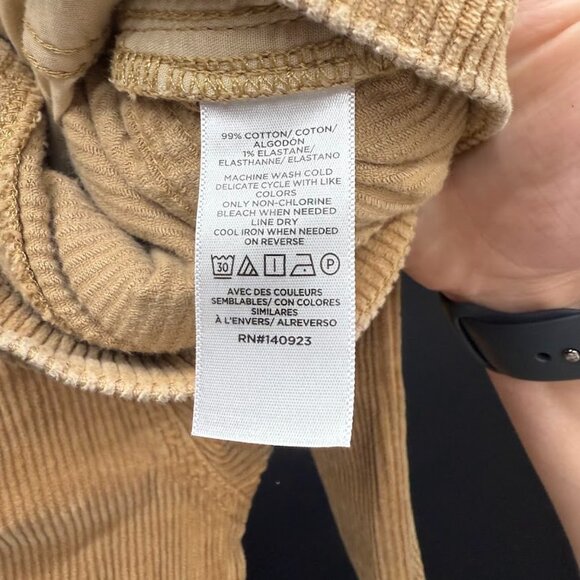 99% COTTON/ COTON/
ALGODON
1% ELASTANE/
ELASTHANNE/ ELASTANO
MACHINE WASH COLD
DELICATE CYCLE WITH LIKE
COLORS
ONLY NON-CHLORINE
BLEACH WHEN NEEDED
LINE DRY
COOL IRON WHEN NEEDED
ON REVERSE
30 P
AVEC DES COULEURS
SEMBLABLES/ CON COLORES
SIMILARES
À L'ENVERS/ ALREVERSO
RN#140923